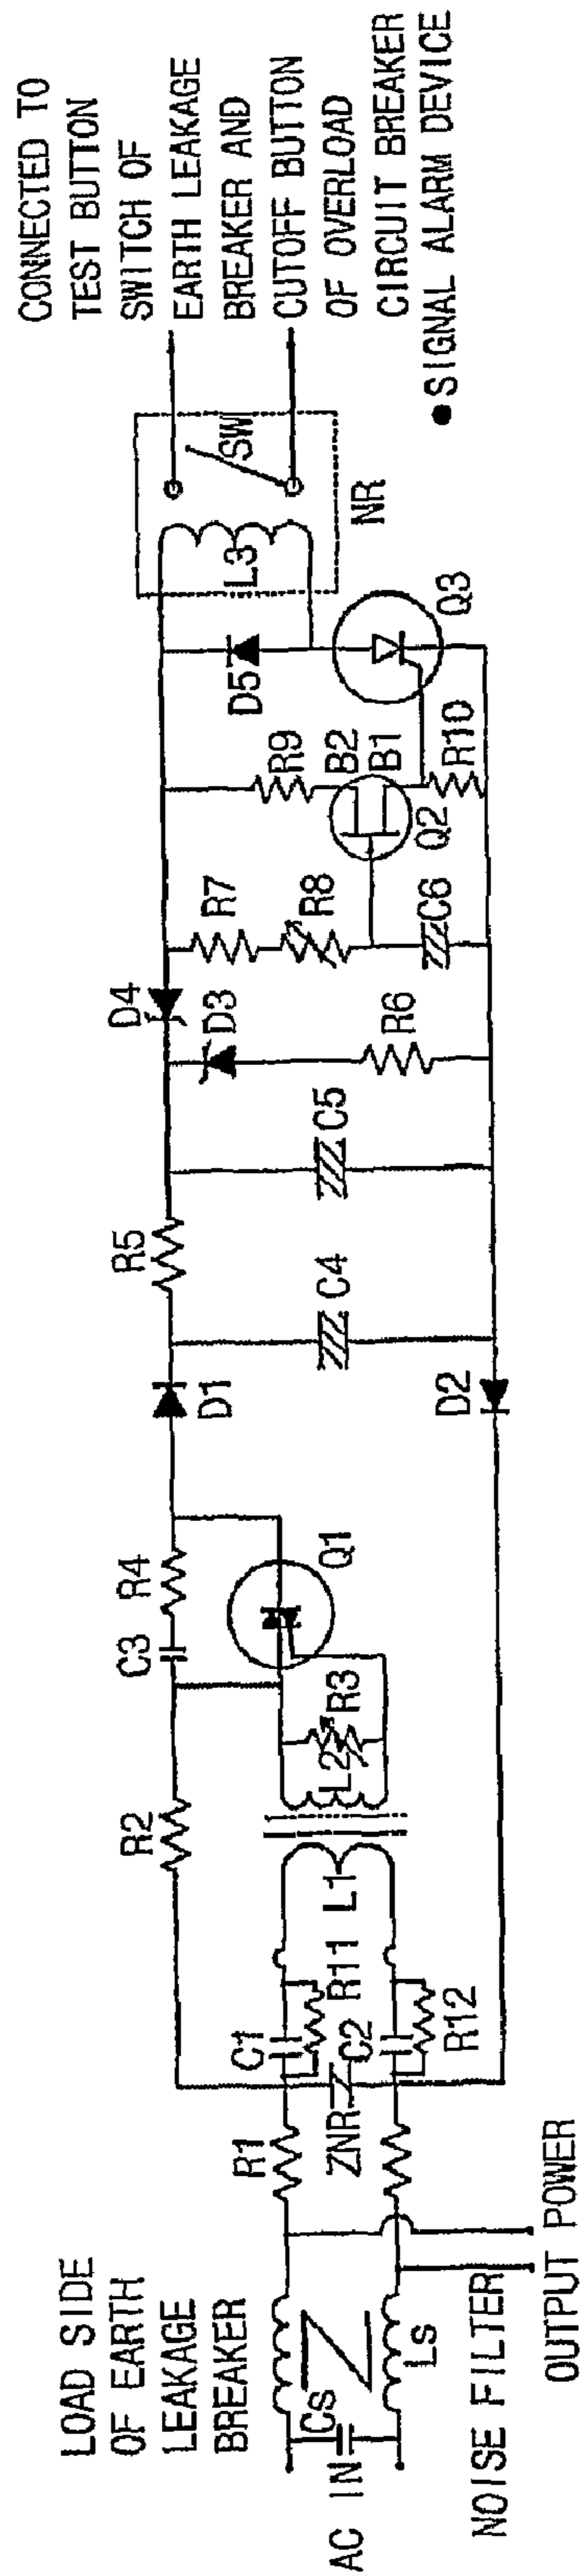 LOAD SIDE
OF EARTH
LEAKAGE
BREAKER
AC IN
Cs
Ls
NOISE FILTER
OUTPUT POWER
R1
ZNR
C1
R11
C2
R12
L1
L2
R3
R2
C3
R4
Q1
D1
D2
C4
R5
C5
D4
D3
R6
R7
R8
C6
R9
B2
B1
Q2
R10
D5
Q3
L3
SW
NR
CONNECTED TO
TEST BUTTON
SWITCH OF
EARTH LEAKAGE
BREAKER AND
CUTOFF BUTTON
OF OVERLOAD
CIRCUIT BREAKER
● SIGNAL ALARM DEVICE